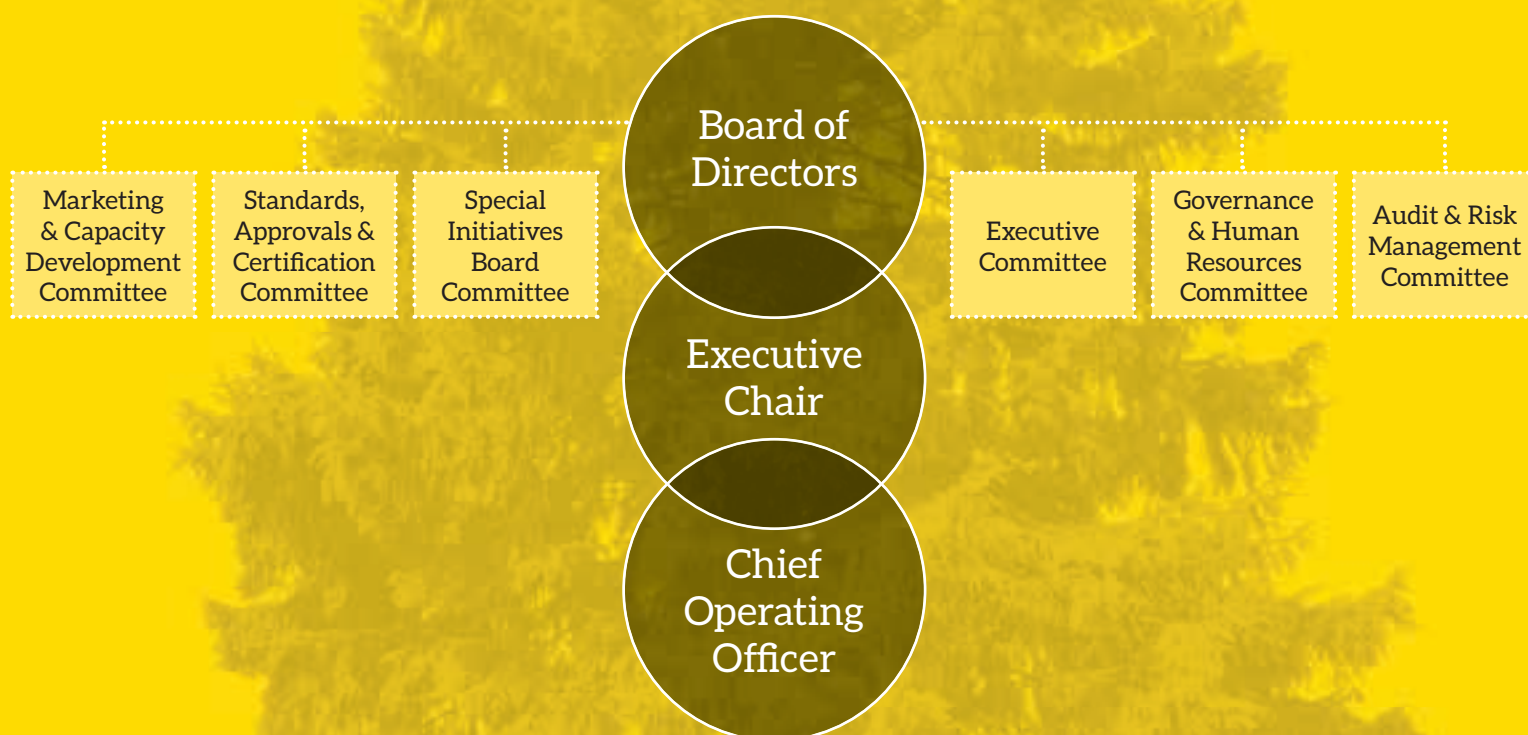 Board of
Directors
Marketing
& Capacity
Development
Committee
Standards,
Approvals &
Certification
Committee
Special
Initiatives
Board
Committee
Executive
Committee
Governance
& Human
Resources
Committee
Audit & Risk
Management
Committee
Executive
Chair
Chief
Operating
Officer